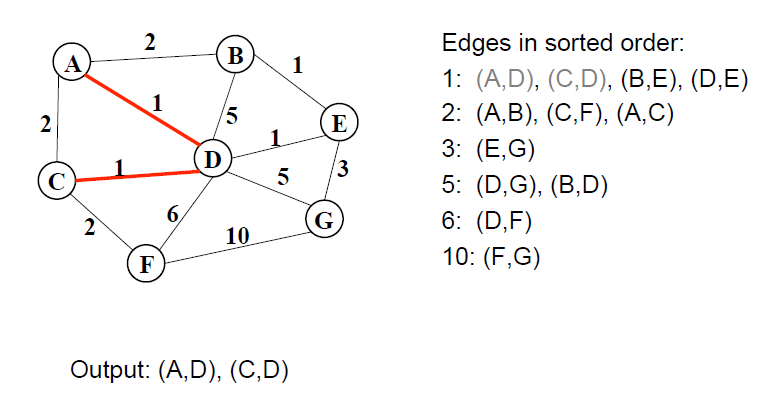 2
A
B
1
1
5
2
E
1
D
1
3
5
C
6
2
G
10
F
Edges in sorted order:
1: (A,D), (C,D), (B,E), (D,E)
2: (A,B), (C,F), (A,C)
3: (E,G)
5: (D,G), (B,D)
6: (D,F)
10: (F,G)
Output: (A,D), (C,D)